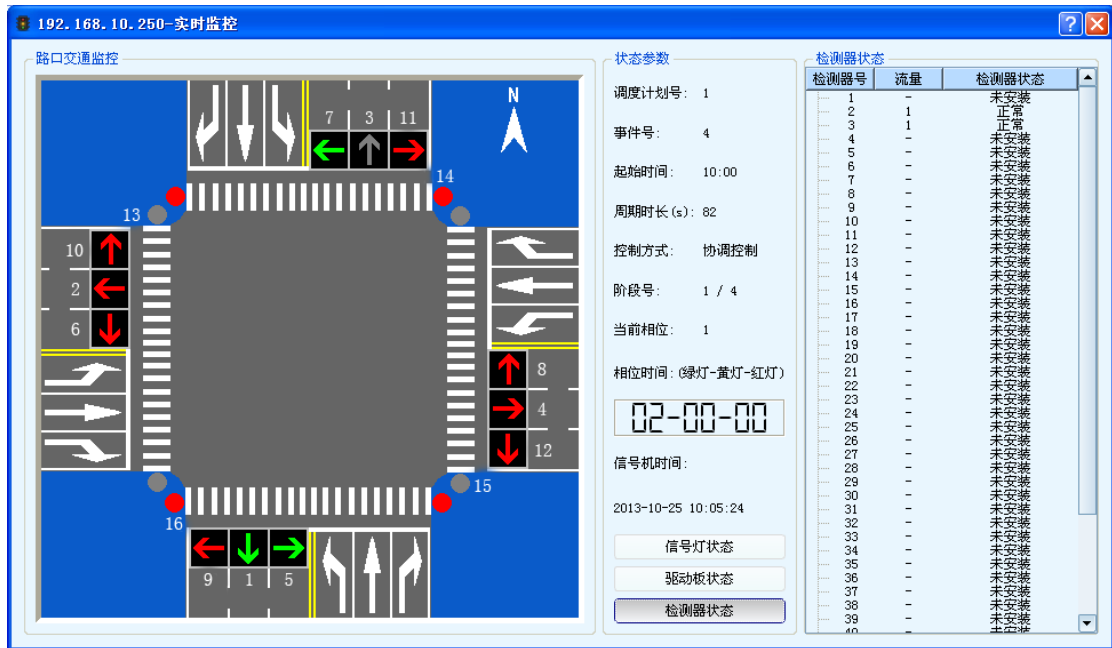 192.168.10.250-实时监控
路口交通监控
N
7 3 11
14
13
10
2
6
8
4
12
15
16
9 1 5
状态参数
调度计划号: 1
事件号: 4
起始时间: 10:00
周期时长(s): 82
控制方式: 协调控制
阶段号: 1 / 4
当前相位: 1
相位时间:(绿灯-黄灯-红灯)
02-00-00
信号机时间:
2013-10-25 10:05:24
信号灯状态
驱动板状态
检测器状态
检测器状态
检测器号 流量 检测器状态
1 - 未安装
2 1 正常
3 1 正常
4 - 未安装
5 - 未安装
6 - 未安装
7 - 未安装
8 - 未安装
9 - 未安装
10 - 未安装
11 - 未安装
12 - 未安装
13 - 未安装
14 - 未安装
15 - 未安装
16 - 未安装
17 - 未安装
18 - 未安装
19 - 未安装
20 - 未安装
21 - 未安装
22 - 未安装
23 - 未安装
24 - 未安装
25 - 未安装
26 - 未安装
27 - 未安装
28 - 未安装
29 - 未安装
30 - 未安装
31 - 未安装
32 - 未安装
33 - 未安装
34 - 未安装
35 - 未安装
36 - 未安装
37 - 未安装
38 - 未安装
39 - 未安装